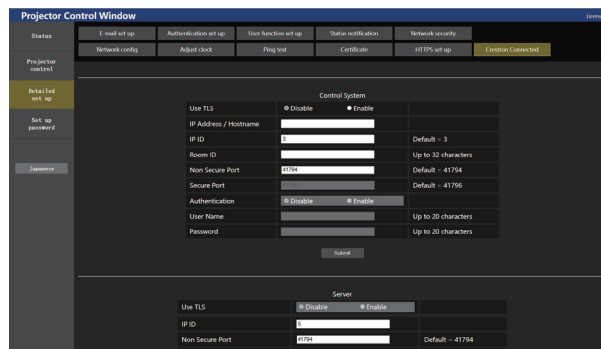 Projector Control Window
Licens
Status
E-mail set up
Authentication set up
User function set up
Status notification
Network security
Network config
Adjust clock
Ping test
Certificate
HTTPS set up
Crestron Connected
Projector control
Detailed set up
Set up password
Japanese
Control System
Use TLS Disable Enable
IP Address / Hostname
IP ID 3 Default = 3
Room ID Up to 32 characters
Non Secure Port 41794 Default = 41794
Secure Port Default = 41796
Authentication Disable Enable
User Name Up to 20 characters
Password Up to 20 characters
Submit
Server
Use TLS Disable Enable
IP ID 5
Non Secure Port 41794 Default = 41794